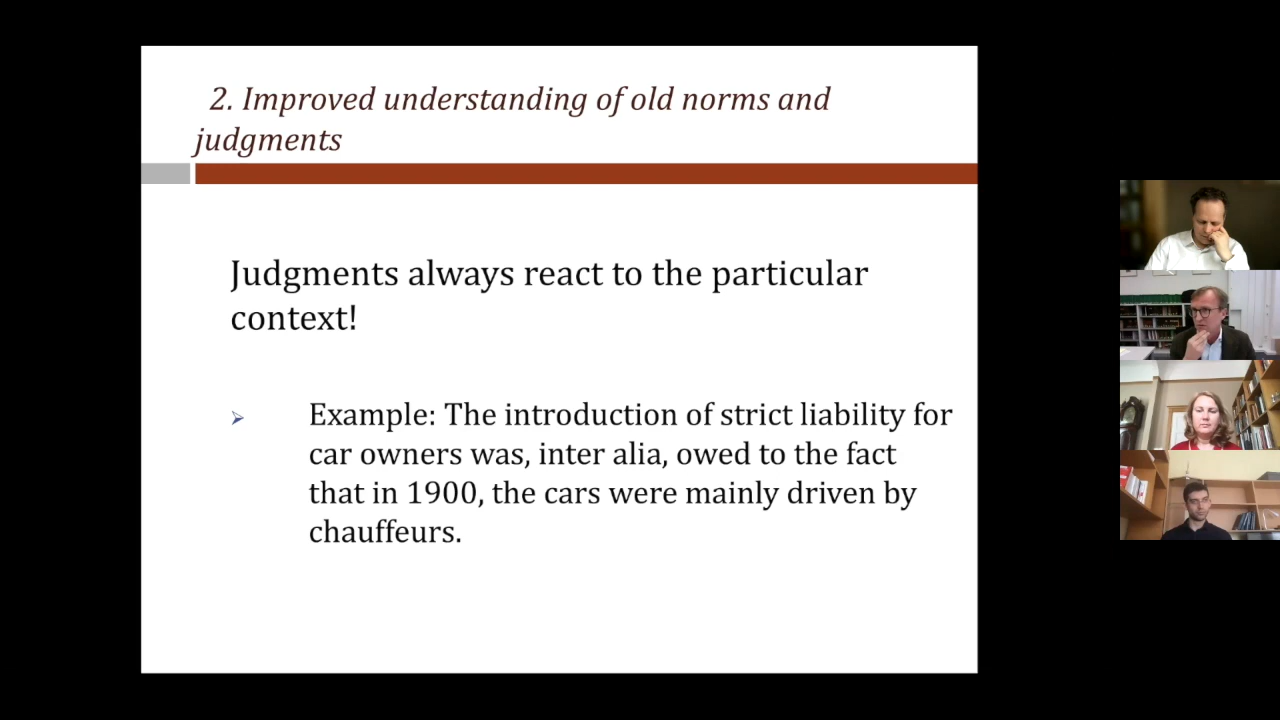 2. Improved understanding of old norms and
judgments
Judgments always react to the particular
context!
Example: The introduction of strict liability for
car owners was, inter alia, owed to the fact
that in 1900, the cars were mainly driven by
chauffeurs.